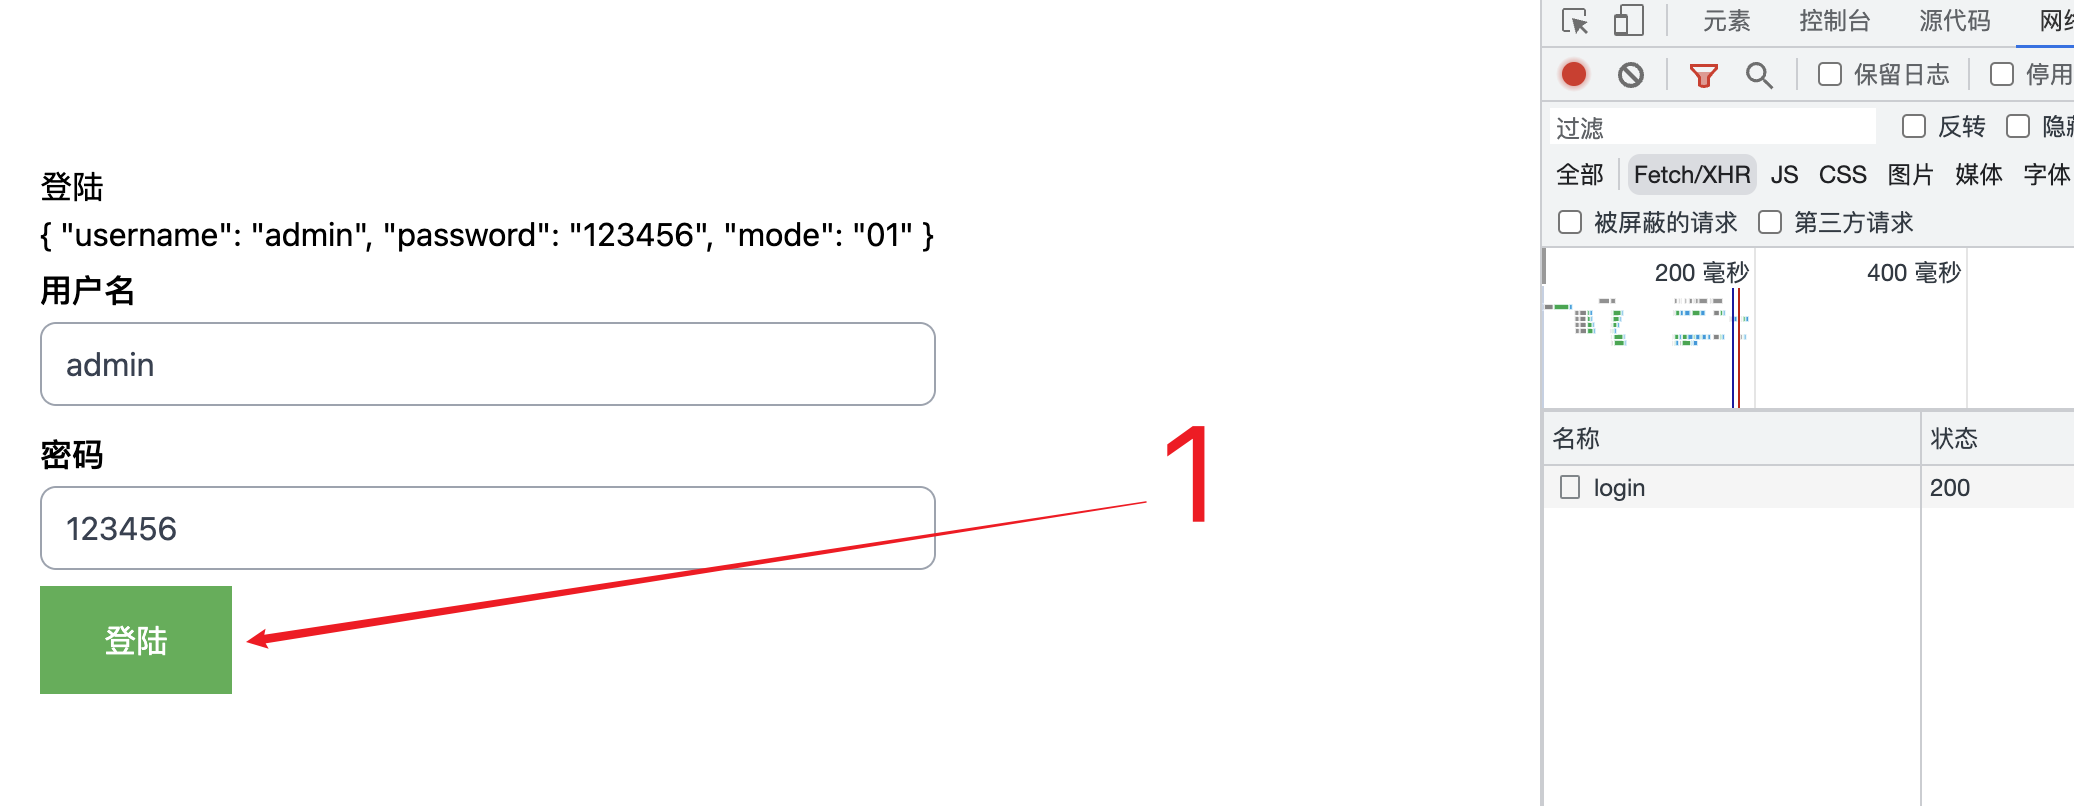 登陆
{ "username": "admin", "password": "123456", "mode": "01" }
用户名
admin
密码
123456
登陆
1
元素 控制台 源代码 网络
保留日志 停用
过滤 反转 隐藏
全部 Fetch/XHR JS CSS 图片 媒体 字体
被屏蔽的请求 第三方请求
200 毫秒 400 毫秒
名称 状态
login 200